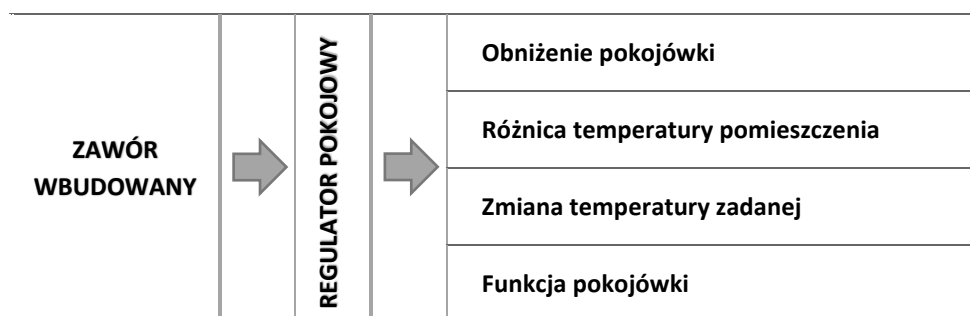 ZAWÓR
WBUDOWANY
REGULATOR POKOJOWY
Obniżenie pokojówki
Różnica temperatury pomieszczenia
Zmiana temperatury zadanej
Funkcja pokojówki